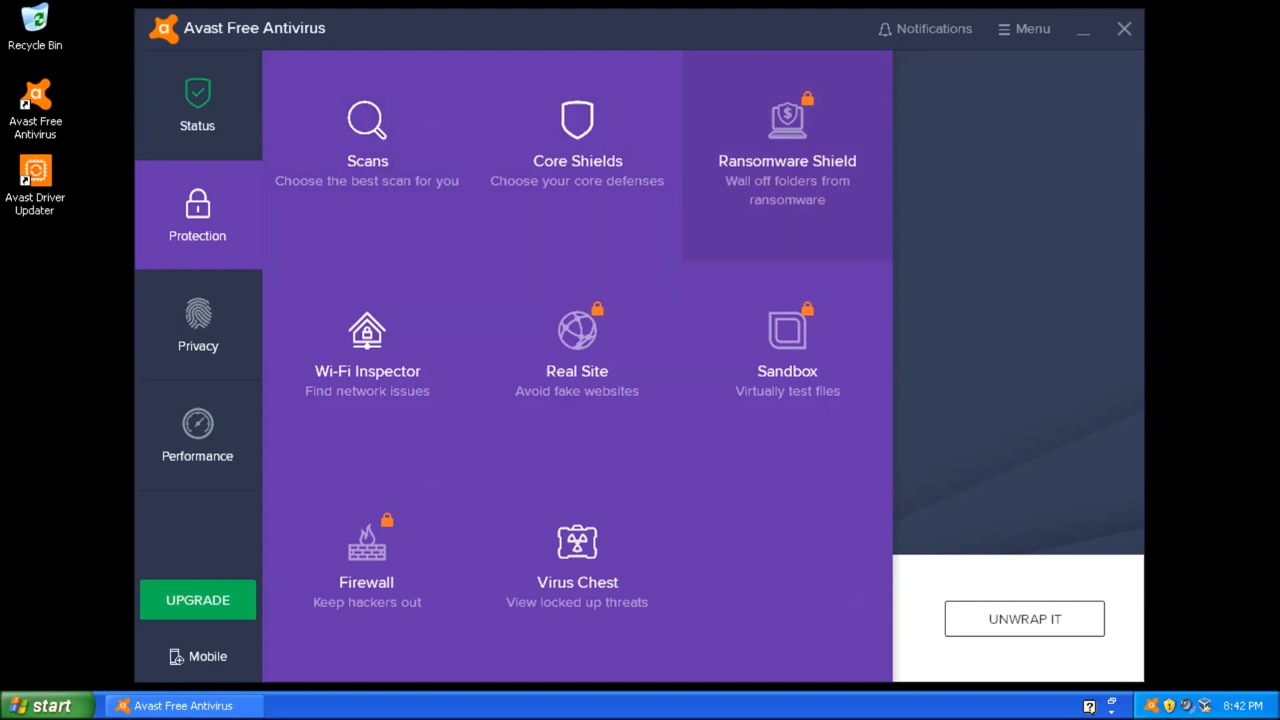 Recycle Bin
Avast Free
Antivirus
Avast Driver
Updater
Avast Free Antivirus
Notifications
Menu
Status
Protection
Privacy
Performance
UPGRADE
Mobile
Scans
Choose the best scan for you
Core Shields
Choose your core defenses
Ransomware Shield
Wall off folders from
ransomware
Wi-Fi Inspector
Find network issues
Real Site
Avoid fake websites
Sandbox
Virtually test files
Firewall
Keep hackers out
Virus Chest
View locked up threats
UNWRAP IT
start
Avast Free Antivirus
8:42 PM